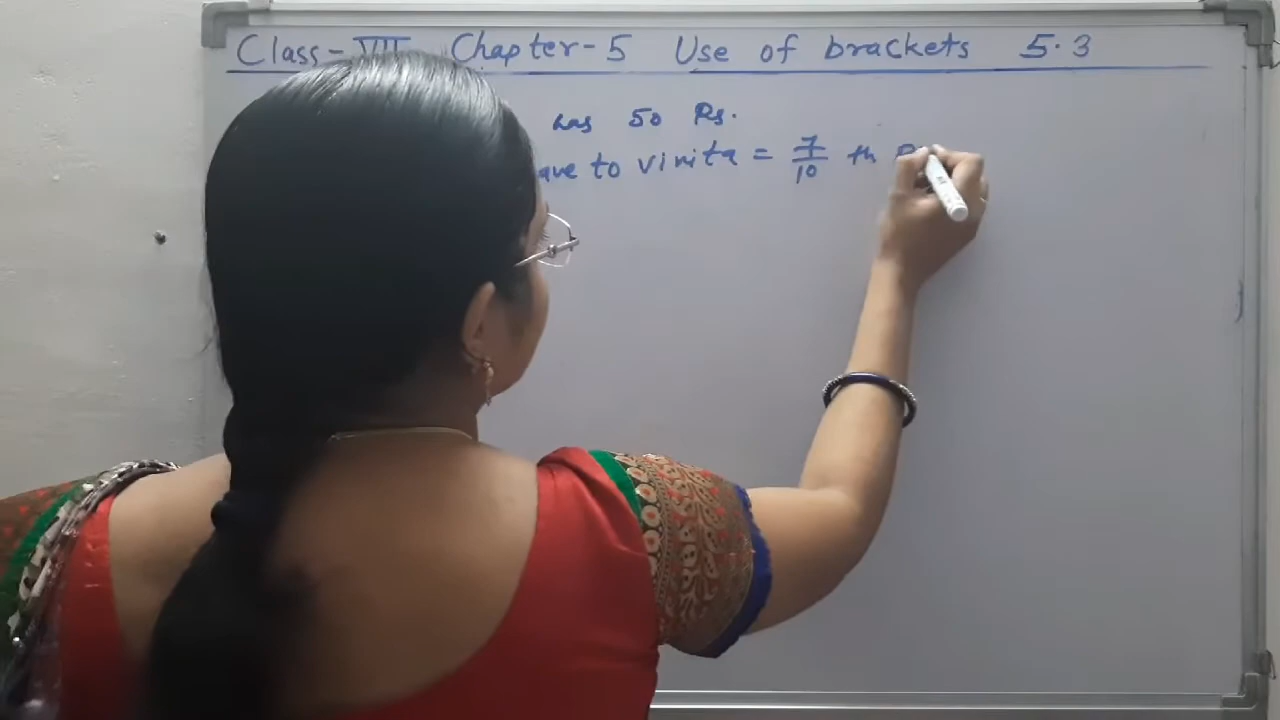 Class-VIII Chapter-5 Use of brackets 5.3
has 50 Rs.
ave to vinita = 7/10 th